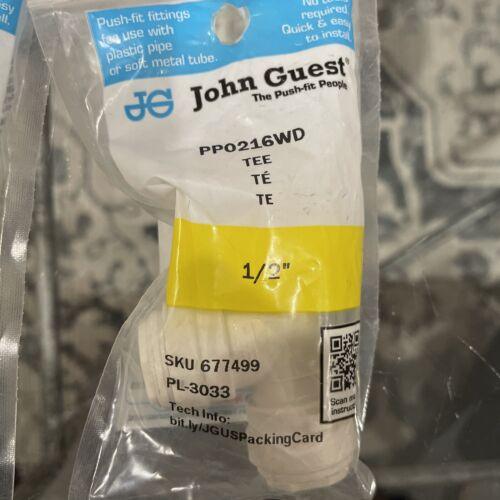 Push-fit fittings
for use with
plastic pipe
or soft metal tube.
required.
Quick & easy
to install.
JG John Guest®
The Push-fit People
PP0216WD
TEE
TÉ
TE
1/2"
SKU 677499
PL-3033
Tech Info:
bit.ly/JGUSPackingCard
Scan